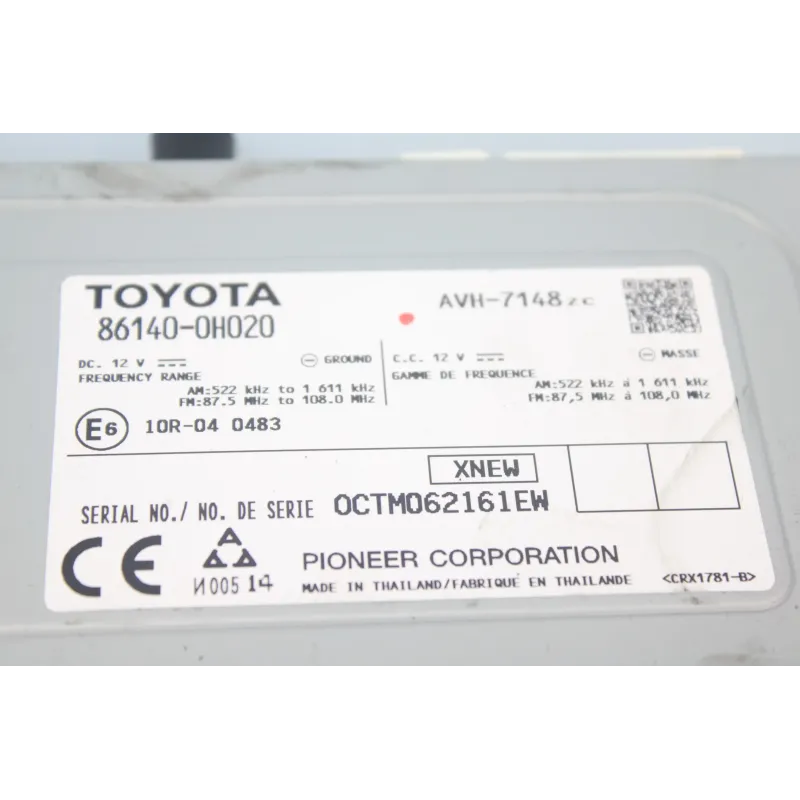 TOYOTA
86140-0H020
AVH-7148 ZC
DC. 12 V
GROUND
FREQUENCY RANGE
AM:522 kHz to 1 611 kHz
FM:87.5 MHz to 108.0 MHz
C.C. 12 V
MASSE
GAMME DE FREQUENCE
AM:522 kHz à 1 611 kHz
FM:87,5 MHz à 108,0 MHz
E6 10R-04 0483
XNEW
SERIAL NO./ NO. DE SERIE 0CTM062161EW
CE
И005 14
PIONEER CORPORATION
MADE IN THAILAND/FABRIQUÉ EN THAILANDE
<CRX1781-B>